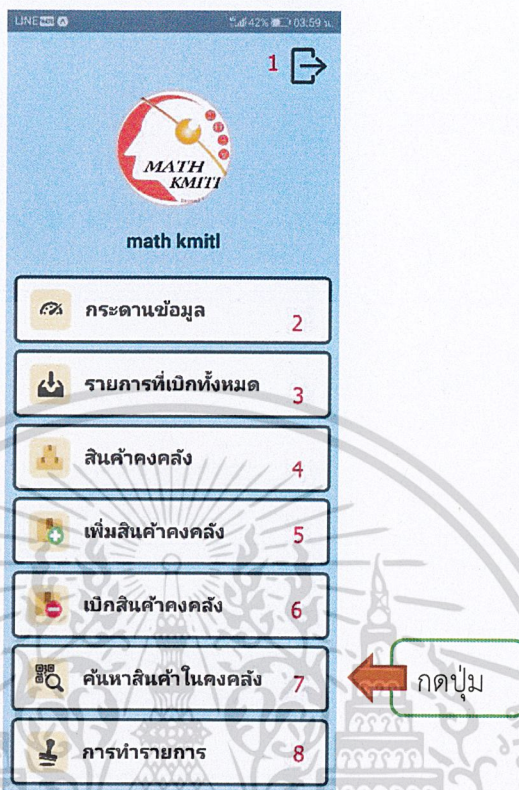 LINE
42% 03:59 น.
1
MATH
KMITL
math kmitl
กระดานข้อมูล 2
รายการที่เบิกทั้งหมด 3
สินค้าคงคลัง 4
เพิ่มสินค้าคงคลัง 5
เบิกสินค้าคงคลัง 6
ค้นหาสินค้าในคงคลัง 7
กดปุ่ม
การทำรายการ 8